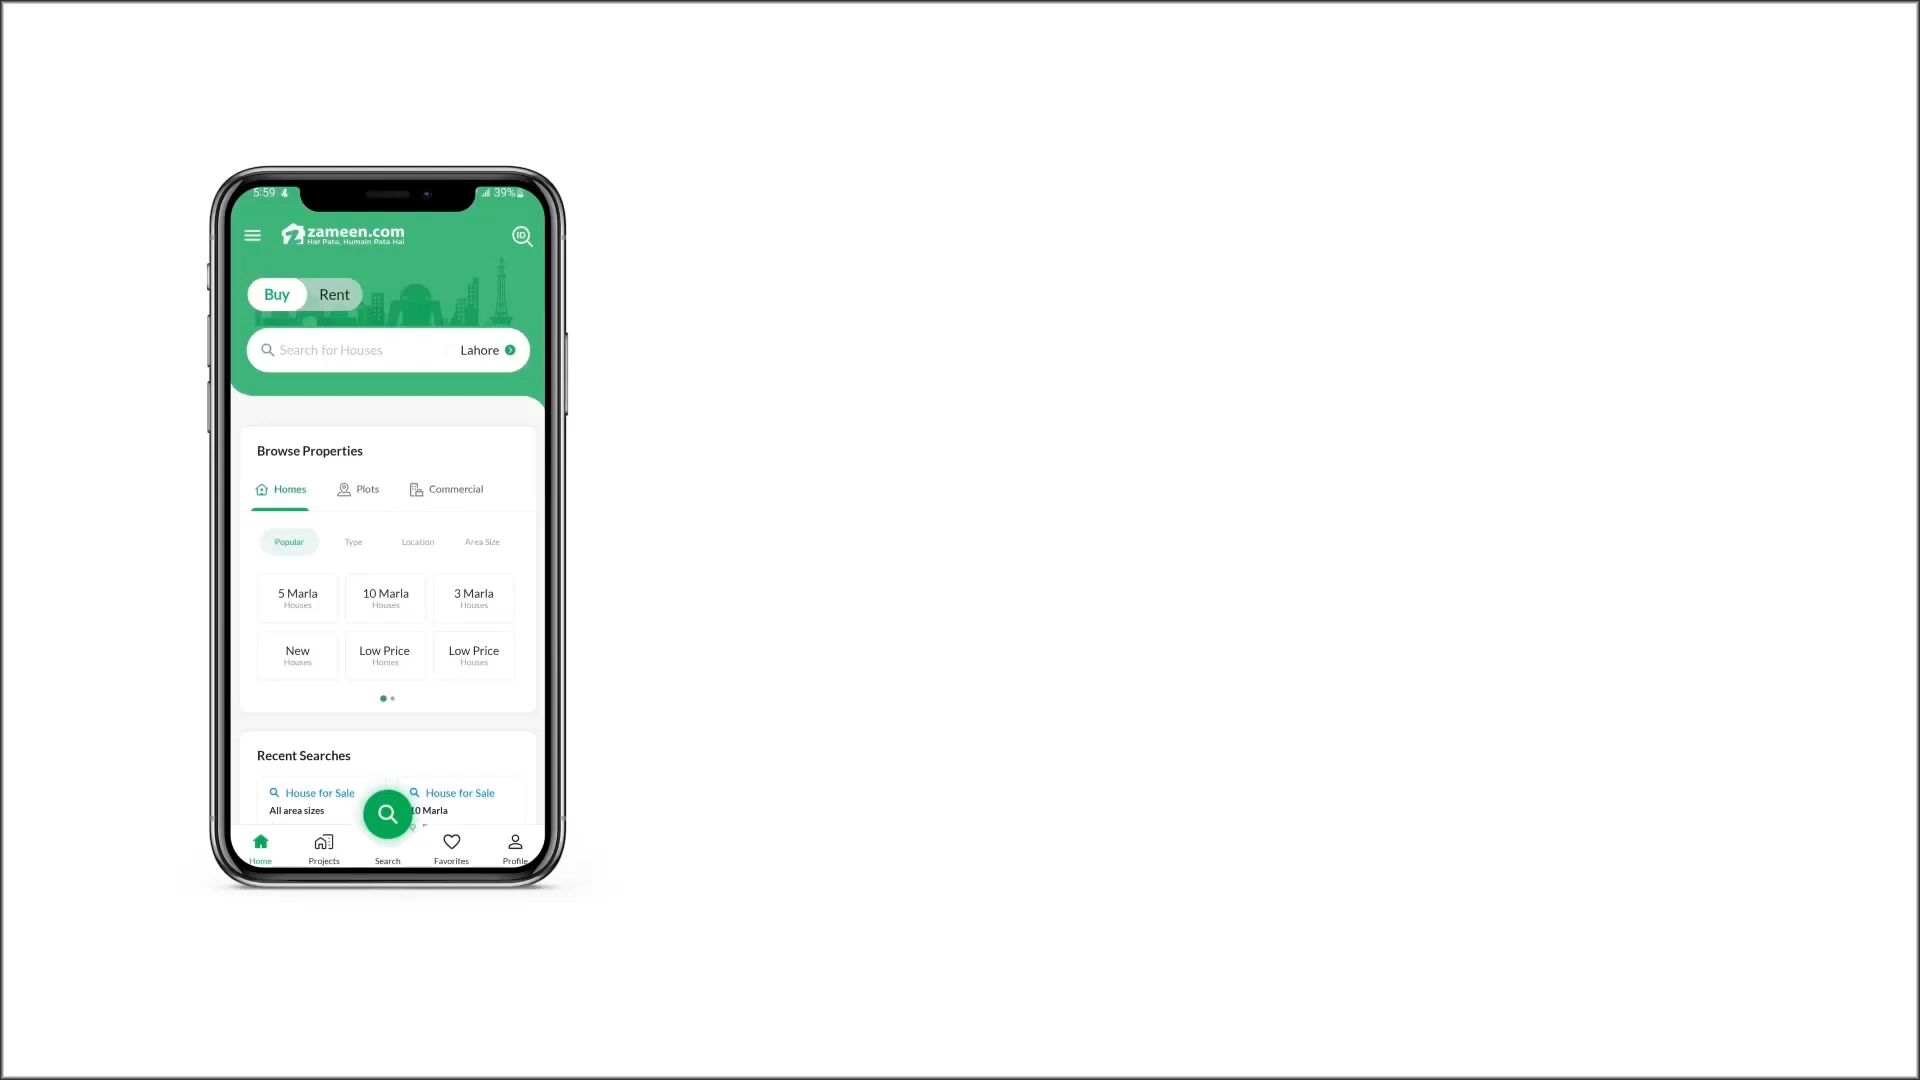 5:59 39%
zameen.com
Har Pata, Humain Pata Hai
ID
Buy Rent
Search for Houses Lahore
Browse Properties
Homes Plots Commercial
Popular Type Location Area Size
5 Marla 10 Marla 3 Marla
Houses Houses Houses
New Low Price Low Price
Houses Homes Houses
Recent Searches
House for Sale House for Sale
All area sizes 10 Marla
Home Projects Search Favorites Profile